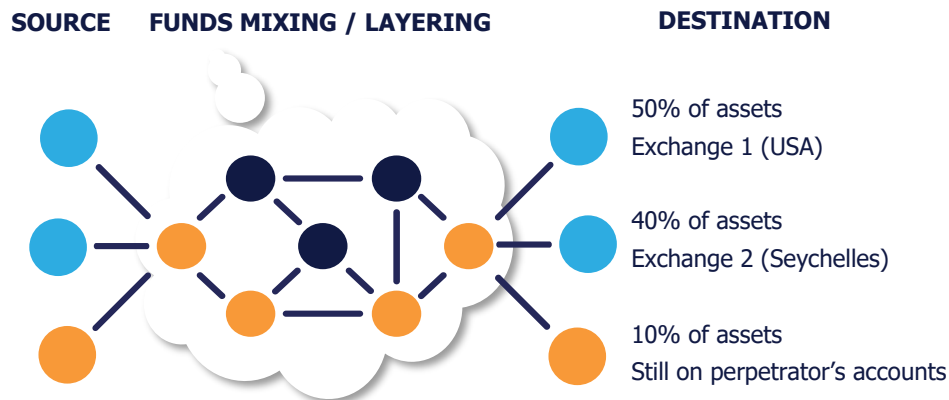 SOURCE
FUNDS MIXING / LAYERING
DESTINATION
50% of assets
Exchange 1 (USA)
40% of assets
Exchange 2 (Seychelles)
10% of assets
Still on perpetrator’s accounts